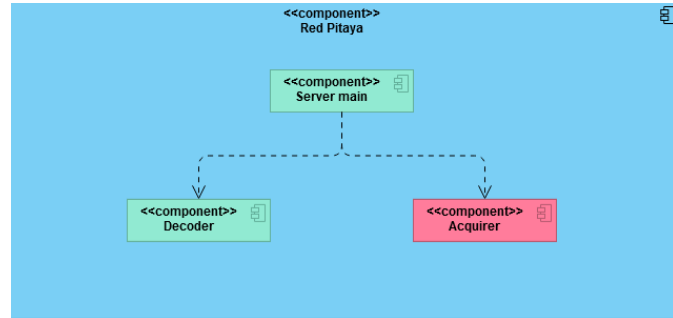 <<component>>
Red Pitaya
<<component>>
Server main
<<component>>
Decoder
<<component>>
Acquirer